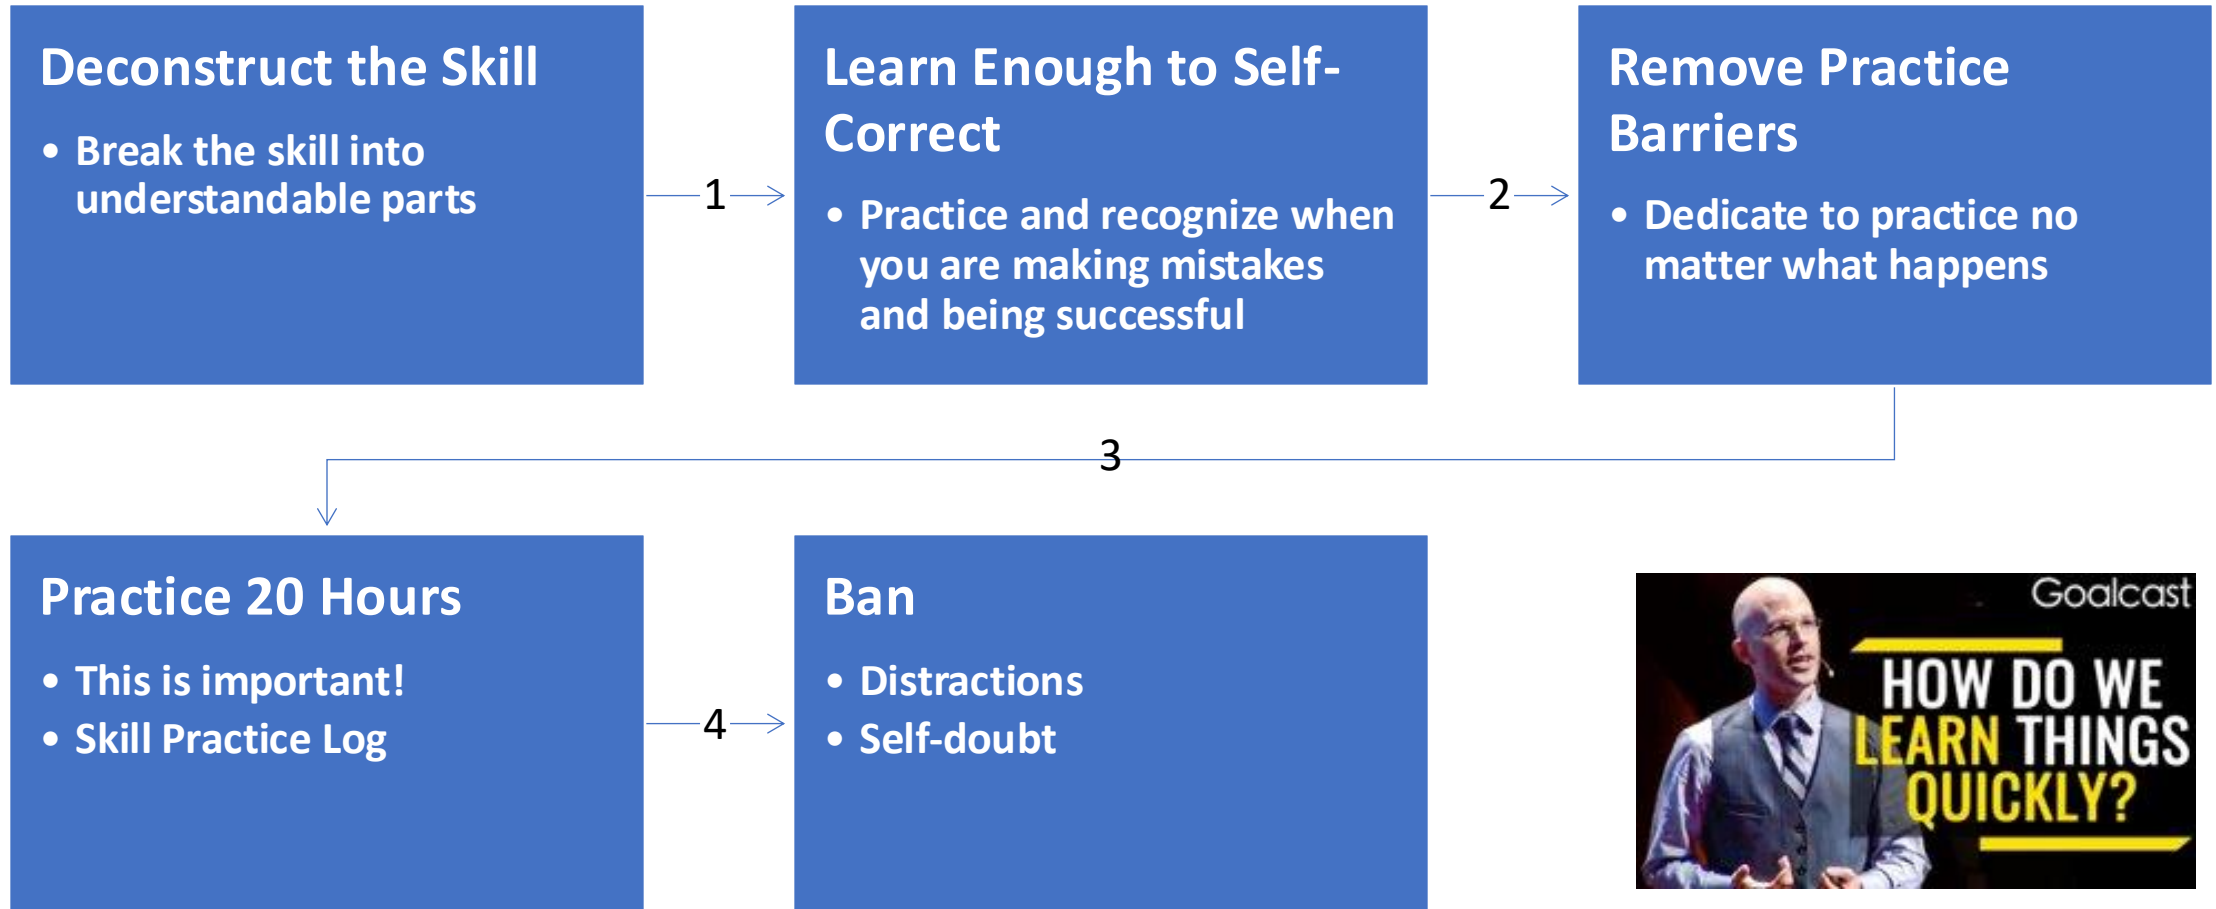 Deconstruct the Skill
• Break the skill into
understandable parts
1
Learn Enough to Self-
Correct
• Practice and recognize when
you are making mistakes
and being successful
2
Remove Practice
Barriers
• Dedicate to practice no
matter what happens
3
Practice 20 Hours
• This is important!
• Skill Practice Log
4
Ban
• Distractions
• Self-doubt
Goalcast
HOW DO WE
LEARN THINGS
QUICKLY?